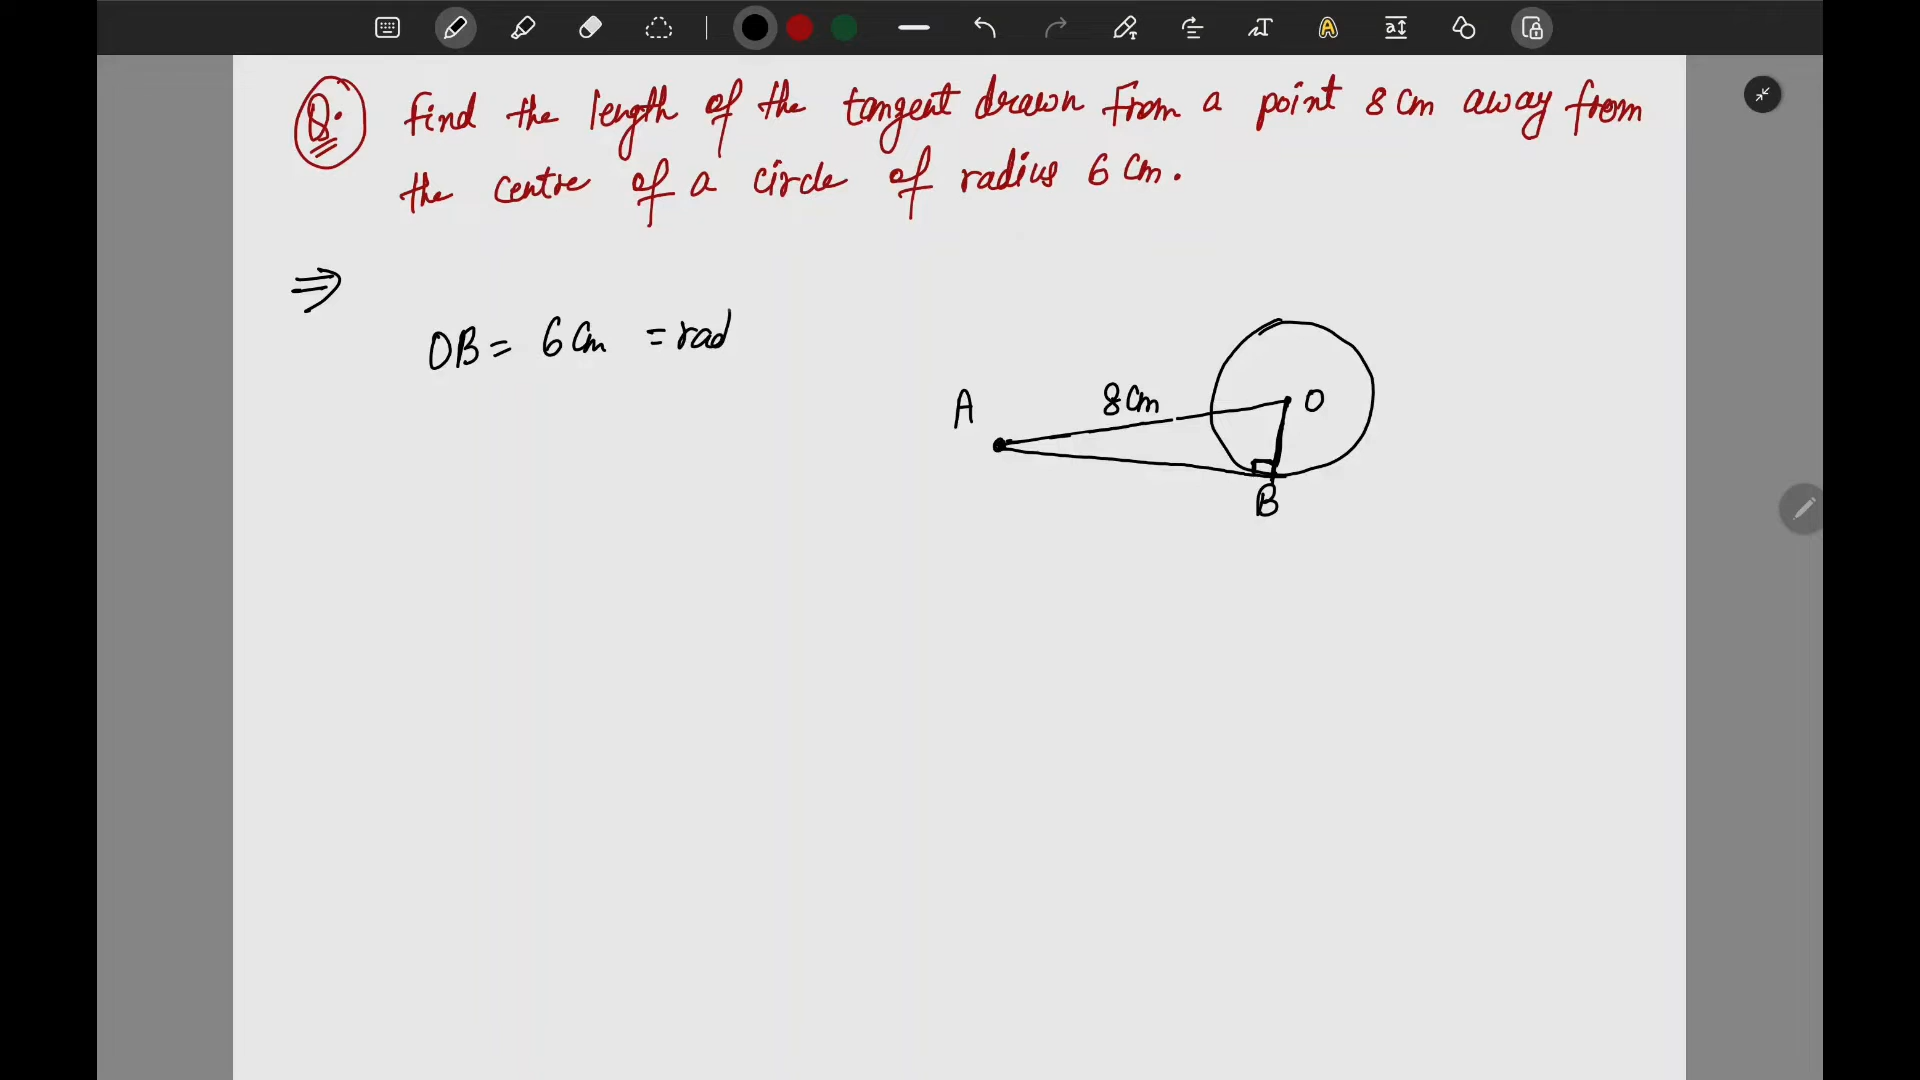 Q. Find the length of the tangent drawn from a point 8 cm away from
the centre of a circle of radius 6 cm.
⇒
OB = 6 cm = rad
8 cm
A
O
B